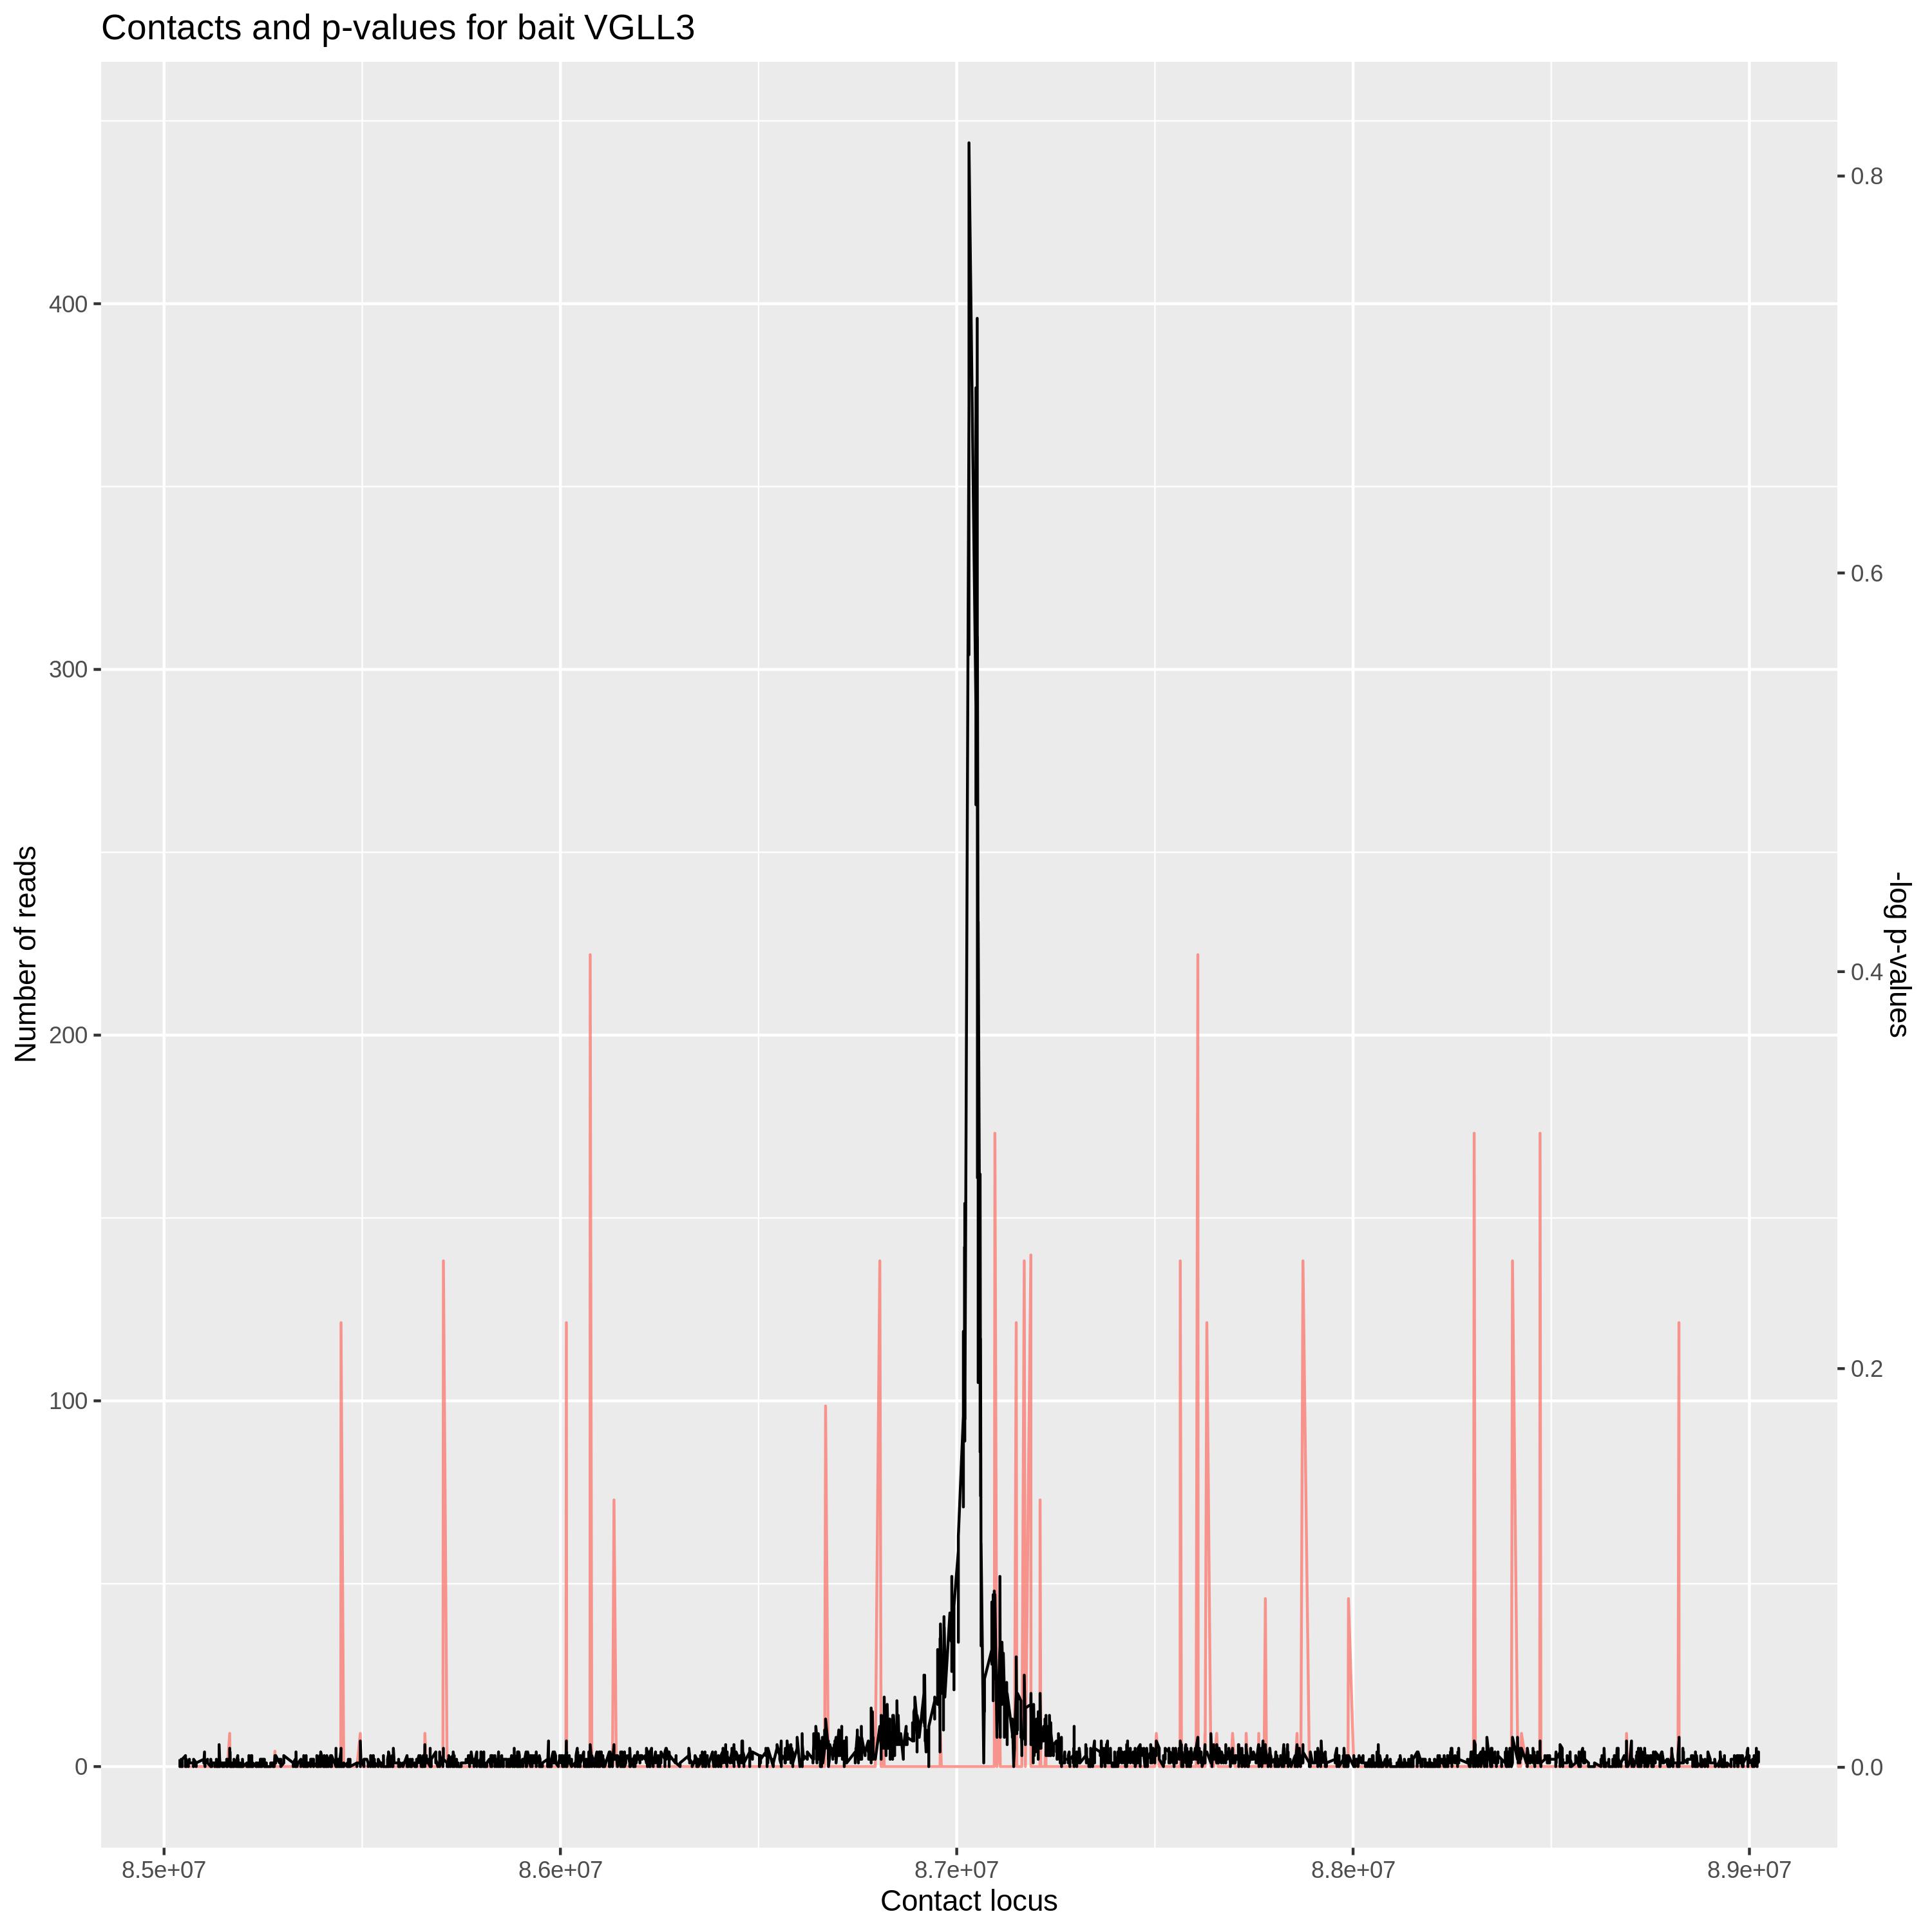 Contacts and p-values for bait VGLL3
Number of reads
400
300
200
100
0
0.8
0.6
0.4
0.2
0.0
-log p-values
8.5e+07 8.6e+07 8.7e+07 8.8e+07 8.9e+07
Contact locus